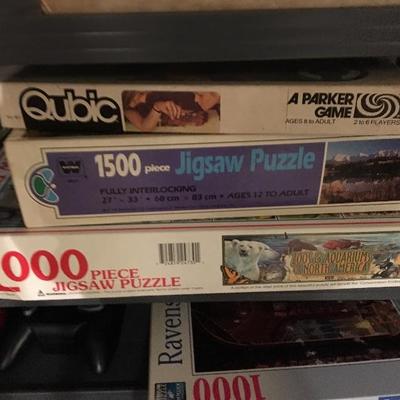 Qubic
A PARKER
GAME
AGES 8 to ADULT
2 to 6 PLAYERS
1500 piece Jigsaw Puzzle
FULLY INTERLOCKING
27" x 33" • 68 cm x 83 cm • AGES 12 TO ADULT
000 PIECE
JIGSAW PUZZLE
WARNING
ZOOS & AQUARIUMS
NORTH AMERICA
Ravens
1000